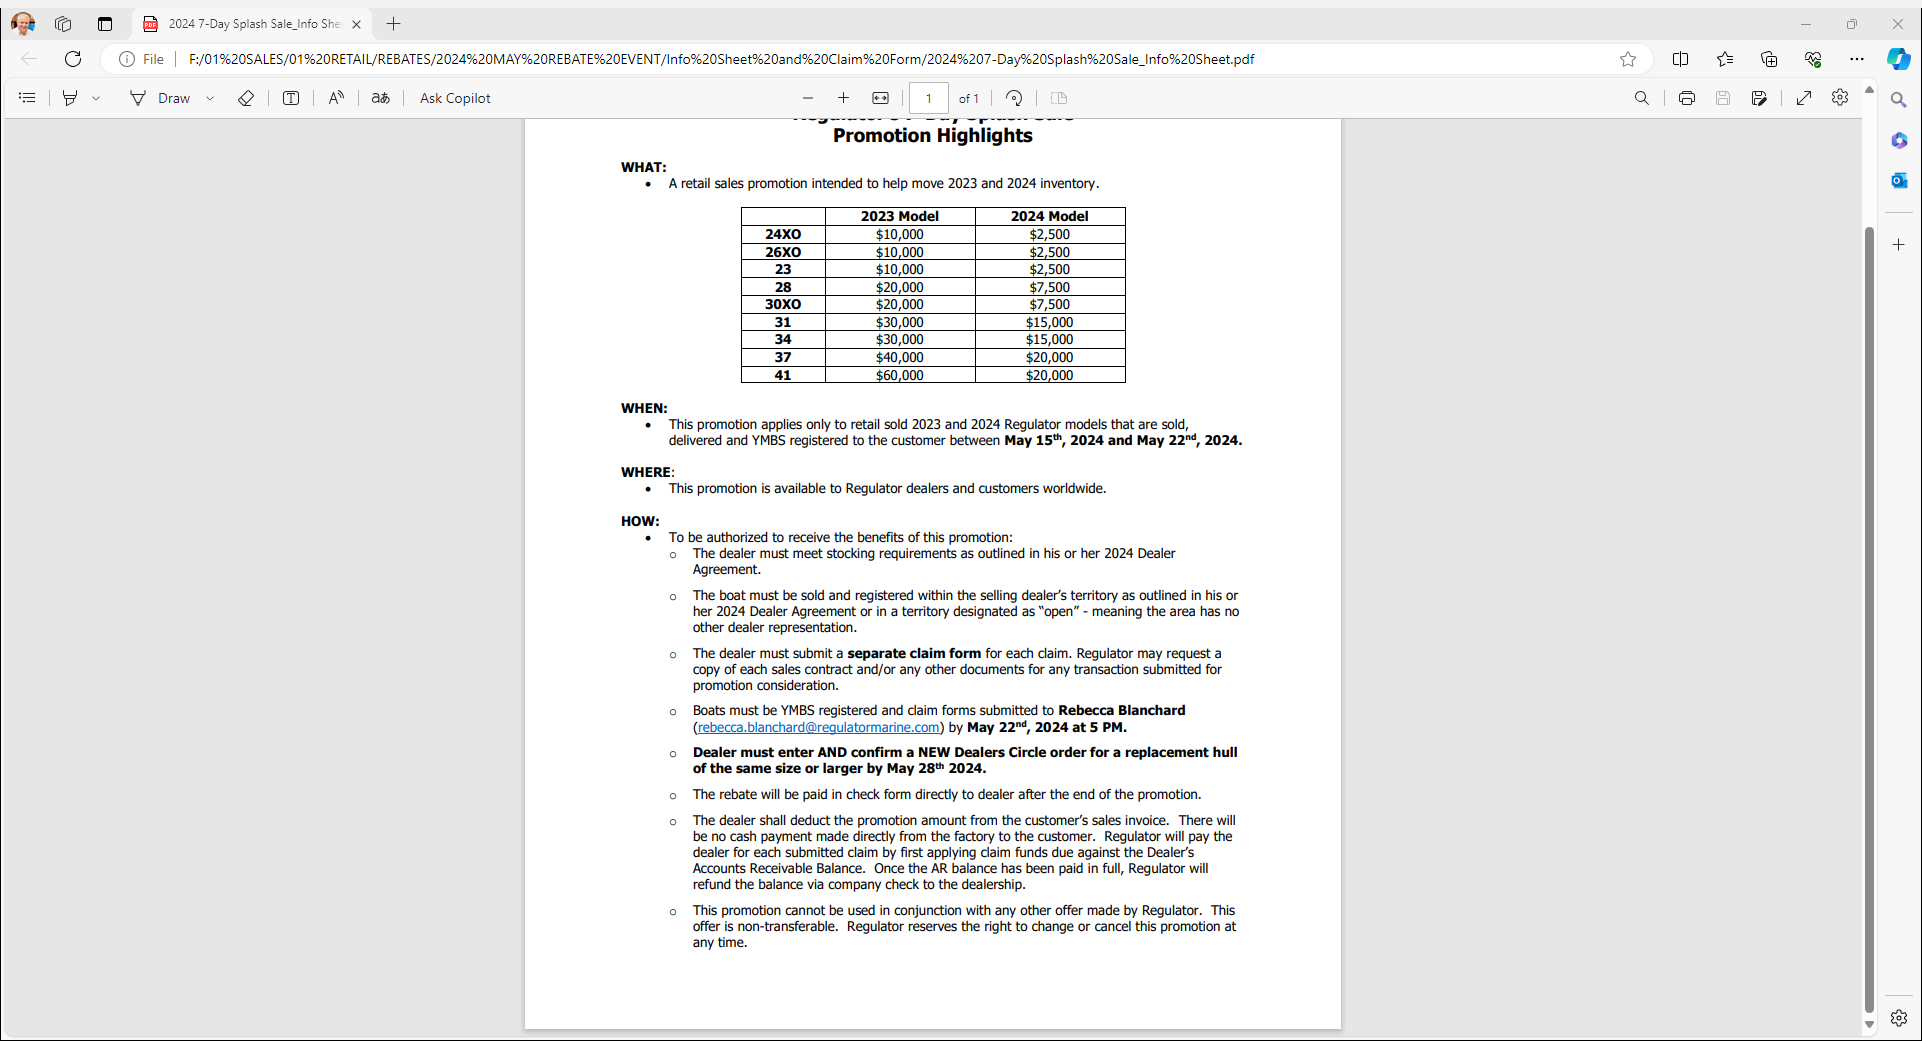 2024 7-Day Splash Sale_Info She
File
F:/01%20SALES/01%20RETAIL/REBATES/2024%20MAY%20REBATE%20EVENT/Info%20Sheet%20and%20Claim%20Form/2024%207-Day%20Splash%20Sale_Info%20Sheet.pdf
Draw
Ask Copilot
1
of 1
Promotion Highlights
WHAT:
• A retail sales promotion intended to help move 2023 and 2024 inventory.
2023 Model 2024 Model
24XO $10,000 $2,500
26XO $10,000 $2,500
23 $10,000 $2,500
28 $20,000 $7,500
30XO $20,000 $7,500
31 $30,000 $15,000
34 $30,000 $15,000
37 $40,000 $20,000
41 $60,000 $20,000
WHEN:
• This promotion applies only to retail sold 2023 and 2024 Regulator models that are sold,
delivered and YMBS registered to the customer between May 15th, 2024 and May 22nd, 2024.
WHERE:
• This promotion is available to Regulator dealers and customers worldwide.
HOW:
• To be authorized to receive the benefits of this promotion:
o The dealer must meet stocking requirements as outlined in his or her 2024 Dealer
Agreement.
o The boat must be sold and registered within the selling dealer’s territory as outlined in his or
her 2024 Dealer Agreement or in a territory designated as “open” - meaning the area has no
other dealer representation.
o The dealer must submit a separate claim form for each claim. Regulator may request a
copy of each sales contract and/or any other documents for any transaction submitted for
promotion consideration.
o Boats must be YMBS registered and claim forms submitted to Rebecca Blanchard
(rebecca.blanchard@regulatormarine.com) by May 22nd, 2024 at 5 PM.
o Dealer must enter AND confirm a NEW Dealers Circle order for a replacement hull
of the same size or larger by May 28th 2024.
o The rebate will be paid in check form directly to dealer after the end of the promotion.
o The dealer shall deduct the promotion amount from the customer’s sales invoice. There will
be no cash payment made directly from the factory to the customer. Regulator will pay the
dealer for each submitted claim by first applying claim funds due against the Dealer’s
Accounts Receivable Balance. Once the AR balance has been paid in full, Regulator will
refund the balance via company check to the dealership.
o This promotion cannot be used in conjunction with any other offer made by Regulator. This
offer is non-transferable. Regulator reserves the right to change or cancel this promotion at
any time.